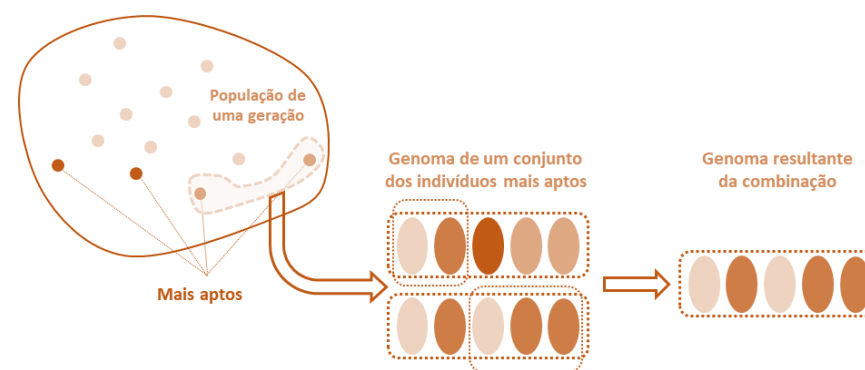 População de
uma geração
Mais aptos
Genoma de um conjunto
dos indivíduos mais aptos
Genoma resultante
da combinação